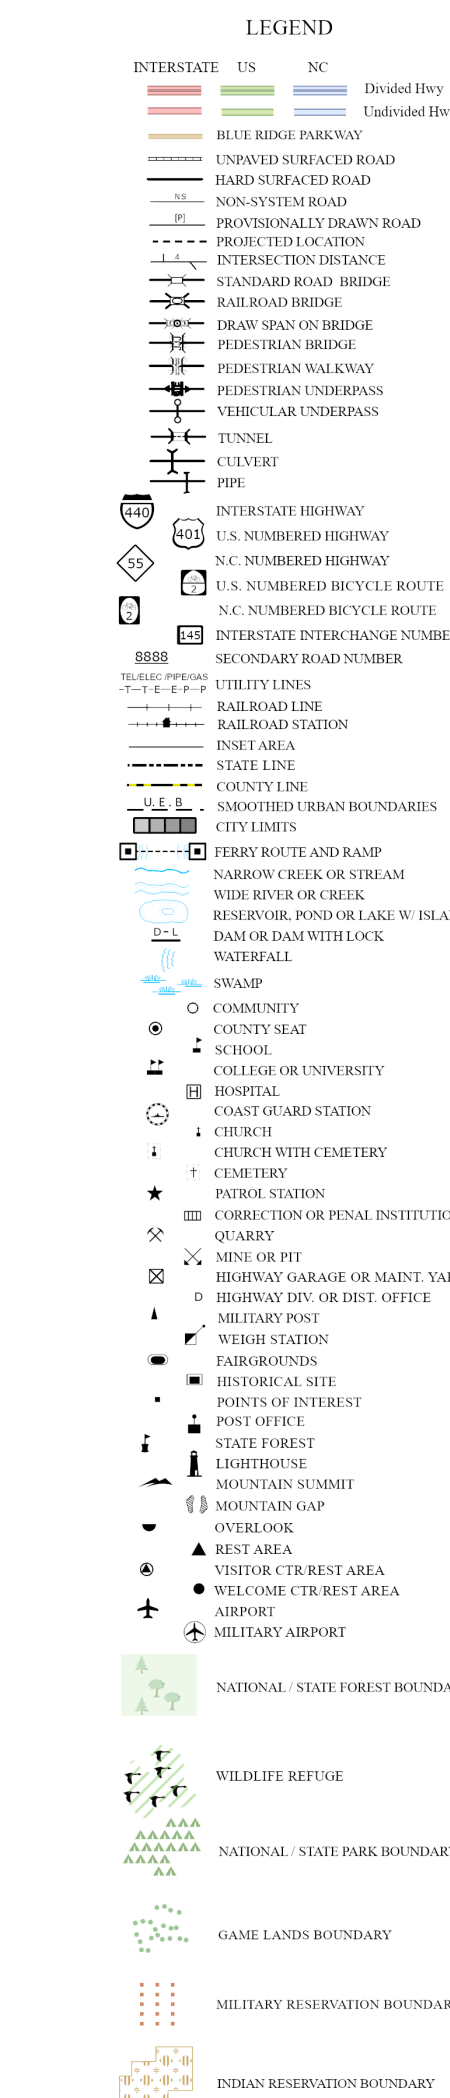 LEGEND
INTERSTATE US NC
Divided Hwy
Undivided Hw
BLUE RIDGE PARKWAY
UNPAVED SURFACED ROAD
HARD SURFACED ROAD
NS NON-SYSTEM ROAD
[P] PROVISIONALLY DRAWN ROAD
PROJECTED LOCATION
4 INTERSECTION DISTANCE
STANDARD ROAD BRIDGE
RAILROAD BRIDGE
DRAW SPAN ON BRIDGE
PEDESTRIAN BRIDGE
PEDESTRIAN WALKWAY
PEDESTRIAN UNDERPASS
VEHICULAR UNDERPASS
TUNNEL
CULVERT
PIPE
440 INTERSTATE HIGHWAY
401 U.S. NUMBERED HIGHWAY
55 N.C. NUMBERED HIGHWAY
2 U.S. NUMBERED BICYCLE ROUTE
2 N.C. NUMBERED BICYCLE ROUTE
145 INTERSTATE INTERCHANGE NUMBE
8888 SECONDARY ROAD NUMBER
TEL/ELEC /PIPE/GAS
–T––T–E––E–P––P UTILITY LINES
RAILROAD LINE
RAILROAD STATION
INSET AREA
STATE LINE
COUNTY LINE
U.E.B SMOOTHED URBAN BOUNDARIES
CITY LIMITS
FERRY ROUTE AND RAMP
NARROW CREEK OR STREAM
WIDE RIVER OR CREEK
RESERVOIR, POND OR LAKE W/ ISLA
D–L DAM OR DAM WITH LOCK
WATERFALL
SWAMP
COMMUNITY
COUNTY SEAT
SCHOOL
COLLEGE OR UNIVERSITY
H HOSPITAL
COAST GUARD STATION
CHURCH
CHURCH WITH CEMETERY
CEMETERY
PATROL STATION
CORRECTION OR PENAL INSTITUTIO
QUARRY
MINE OR PIT
HIGHWAY GARAGE OR MAINT. YA
D HIGHWAY DIV. OR DIST. OFFICE
MILITARY POST
WEIGH STATION
FAIRGROUNDS
HISTORICAL SITE
POINTS OF INTEREST
POST OFFICE
STATE FOREST
LIGHTHOUSE
MOUNTAIN SUMMIT
MOUNTAIN GAP
OVERLOOK
REST AREA
VISITOR CTR/REST AREA
WELCOME CTR/REST AREA
AIRPORT
MILITARY AIRPORT
NATIONAL / STATE FOREST BOUNDA
WILDLIFE REFUGE
NATIONAL / STATE PARK BOUNDARY
GAME LANDS BOUNDARY
MILITARY RESERVATION BOUNDAR
INDIAN RESERVATION BOUNDARY